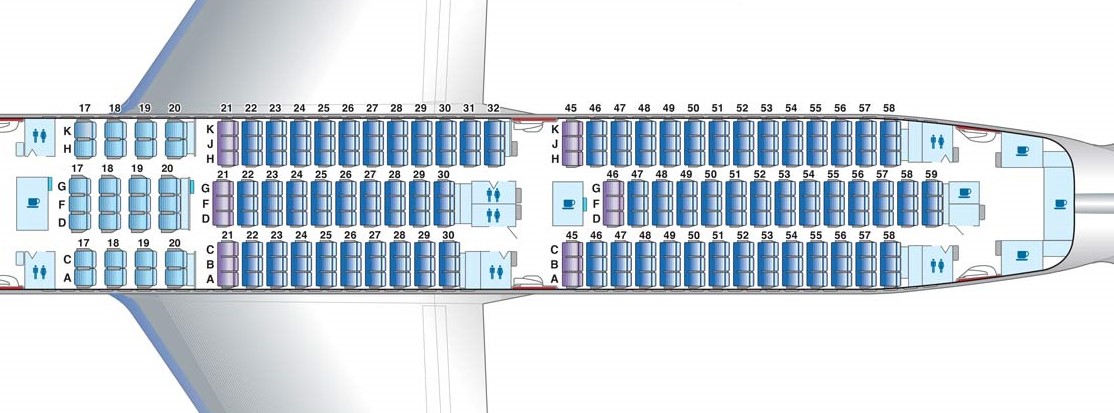 17 18 19 20 21 22 23 24 25 26 27 28 29 30 31 32 45 46 47 48 49 50 51 52 53 54 55 56 57 58
K K K
J J
H H H
17 18 19 20 21 22 23 24 25 26 27 28 29 30 46 47 48 49 50 51 52 53 54 55 56 57 58 59
G G G
F F F
D D D
17 18 19 20 21 22 23 24 25 26 27 28 29 30 45 46 47 48 49 50 51 52 53 54 55 56 57 58
C C C
B B
A A A